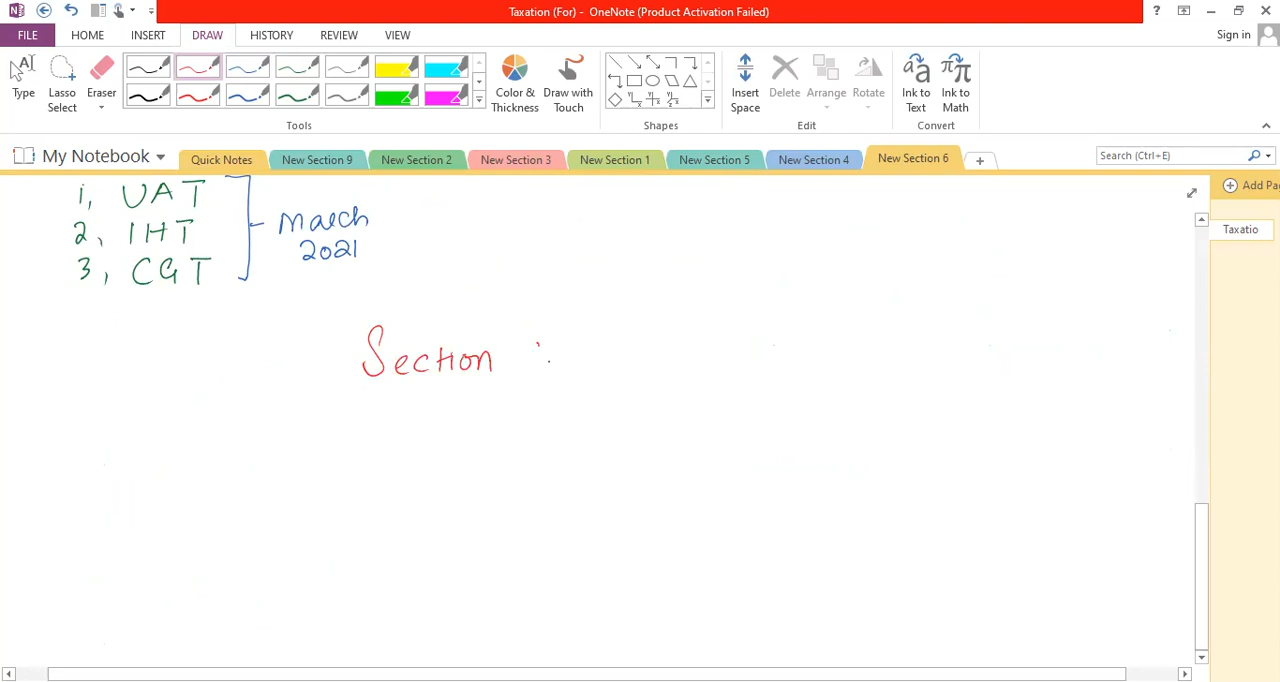 Taxation (For) - OneNote (Product Activation Failed)
?
FILE HOME INSERT DRAW HISTORY REVIEW VIEW
Sign in
Type Lasso Select Eraser
Color & Thickness Draw with Touch
Insert Space Delete Arrange Rotate Ink to Text Ink to Math
Tools Shapes Edit Convert
My Notebook Quick Notes New Section 9 New Section 2 New Section 3 New Section 1 New Section 5 New Section 4 New Section 6 + Search (Ctrl+E)
Add Pa
Taxatio
1, VAT
2, IHT
3, CGT
March
2021
Section :